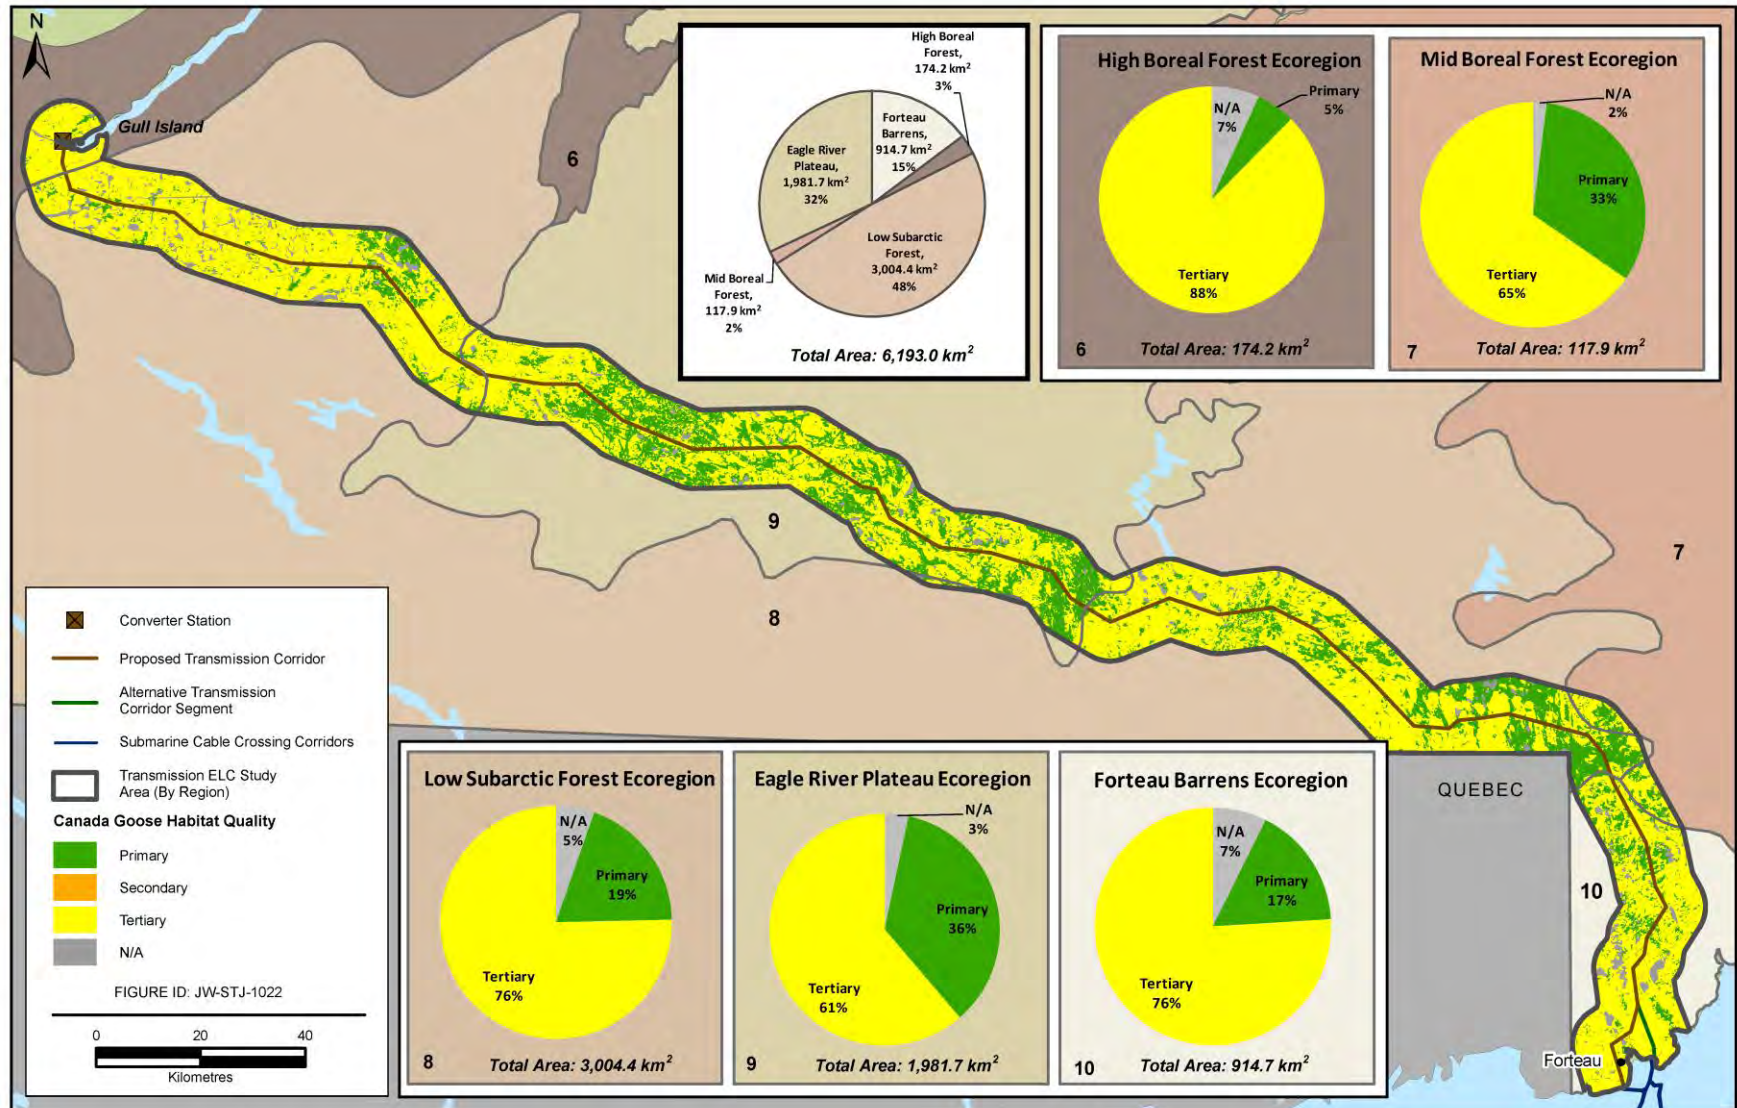 N
Gull Island
6
High Boreal
Forest,
174.2 km²
3%
Forteau
Barrens,
914.7 km²
15%
Eagle River
Plateau,
1,981.7 km²
32%
Low Subarctic
Forest,
3,004.4 km²
48%
Mid Boreal
Forest,
117.9 km²
2%
Total Area: 6,193.0 km²
High Boreal Forest Ecoregion
N/A
7%
Primary
5%
Tertiary
88%
6
Total Area: 174.2 km²
Mid Boreal Forest Ecoregion
N/A
2%
Primary
33%
Tertiary
65%
7
Total Area: 117.9 km²
9
8
7
Converter Station
Proposed Transmission Corridor
Alternative Transmission
Corridor Segment
Submarine Cable Crossing Corridors
Transmission ELC Study
Area (By Region)
Canada Goose Habitat Quality
Primary
Secondary
Tertiary
N/A
FIGURE ID: JW-STJ-1022
0 20 40
Kilometres
Low Subarctic Forest Ecoregion
N/A
5%
Primary
19%
Tertiary
76%
8
Total Area: 3,004.4 km²
Eagle River Plateau Ecoregion
N/A
3%
Primary
36%
Tertiary
61%
9
Total Area: 1,981.7 km²
Forteau Barrens Ecoregion
N/A
7%
Primary
17%
Tertiary
76%
10
Total Area: 914.7 km²
QUEBEC
10
Forteau